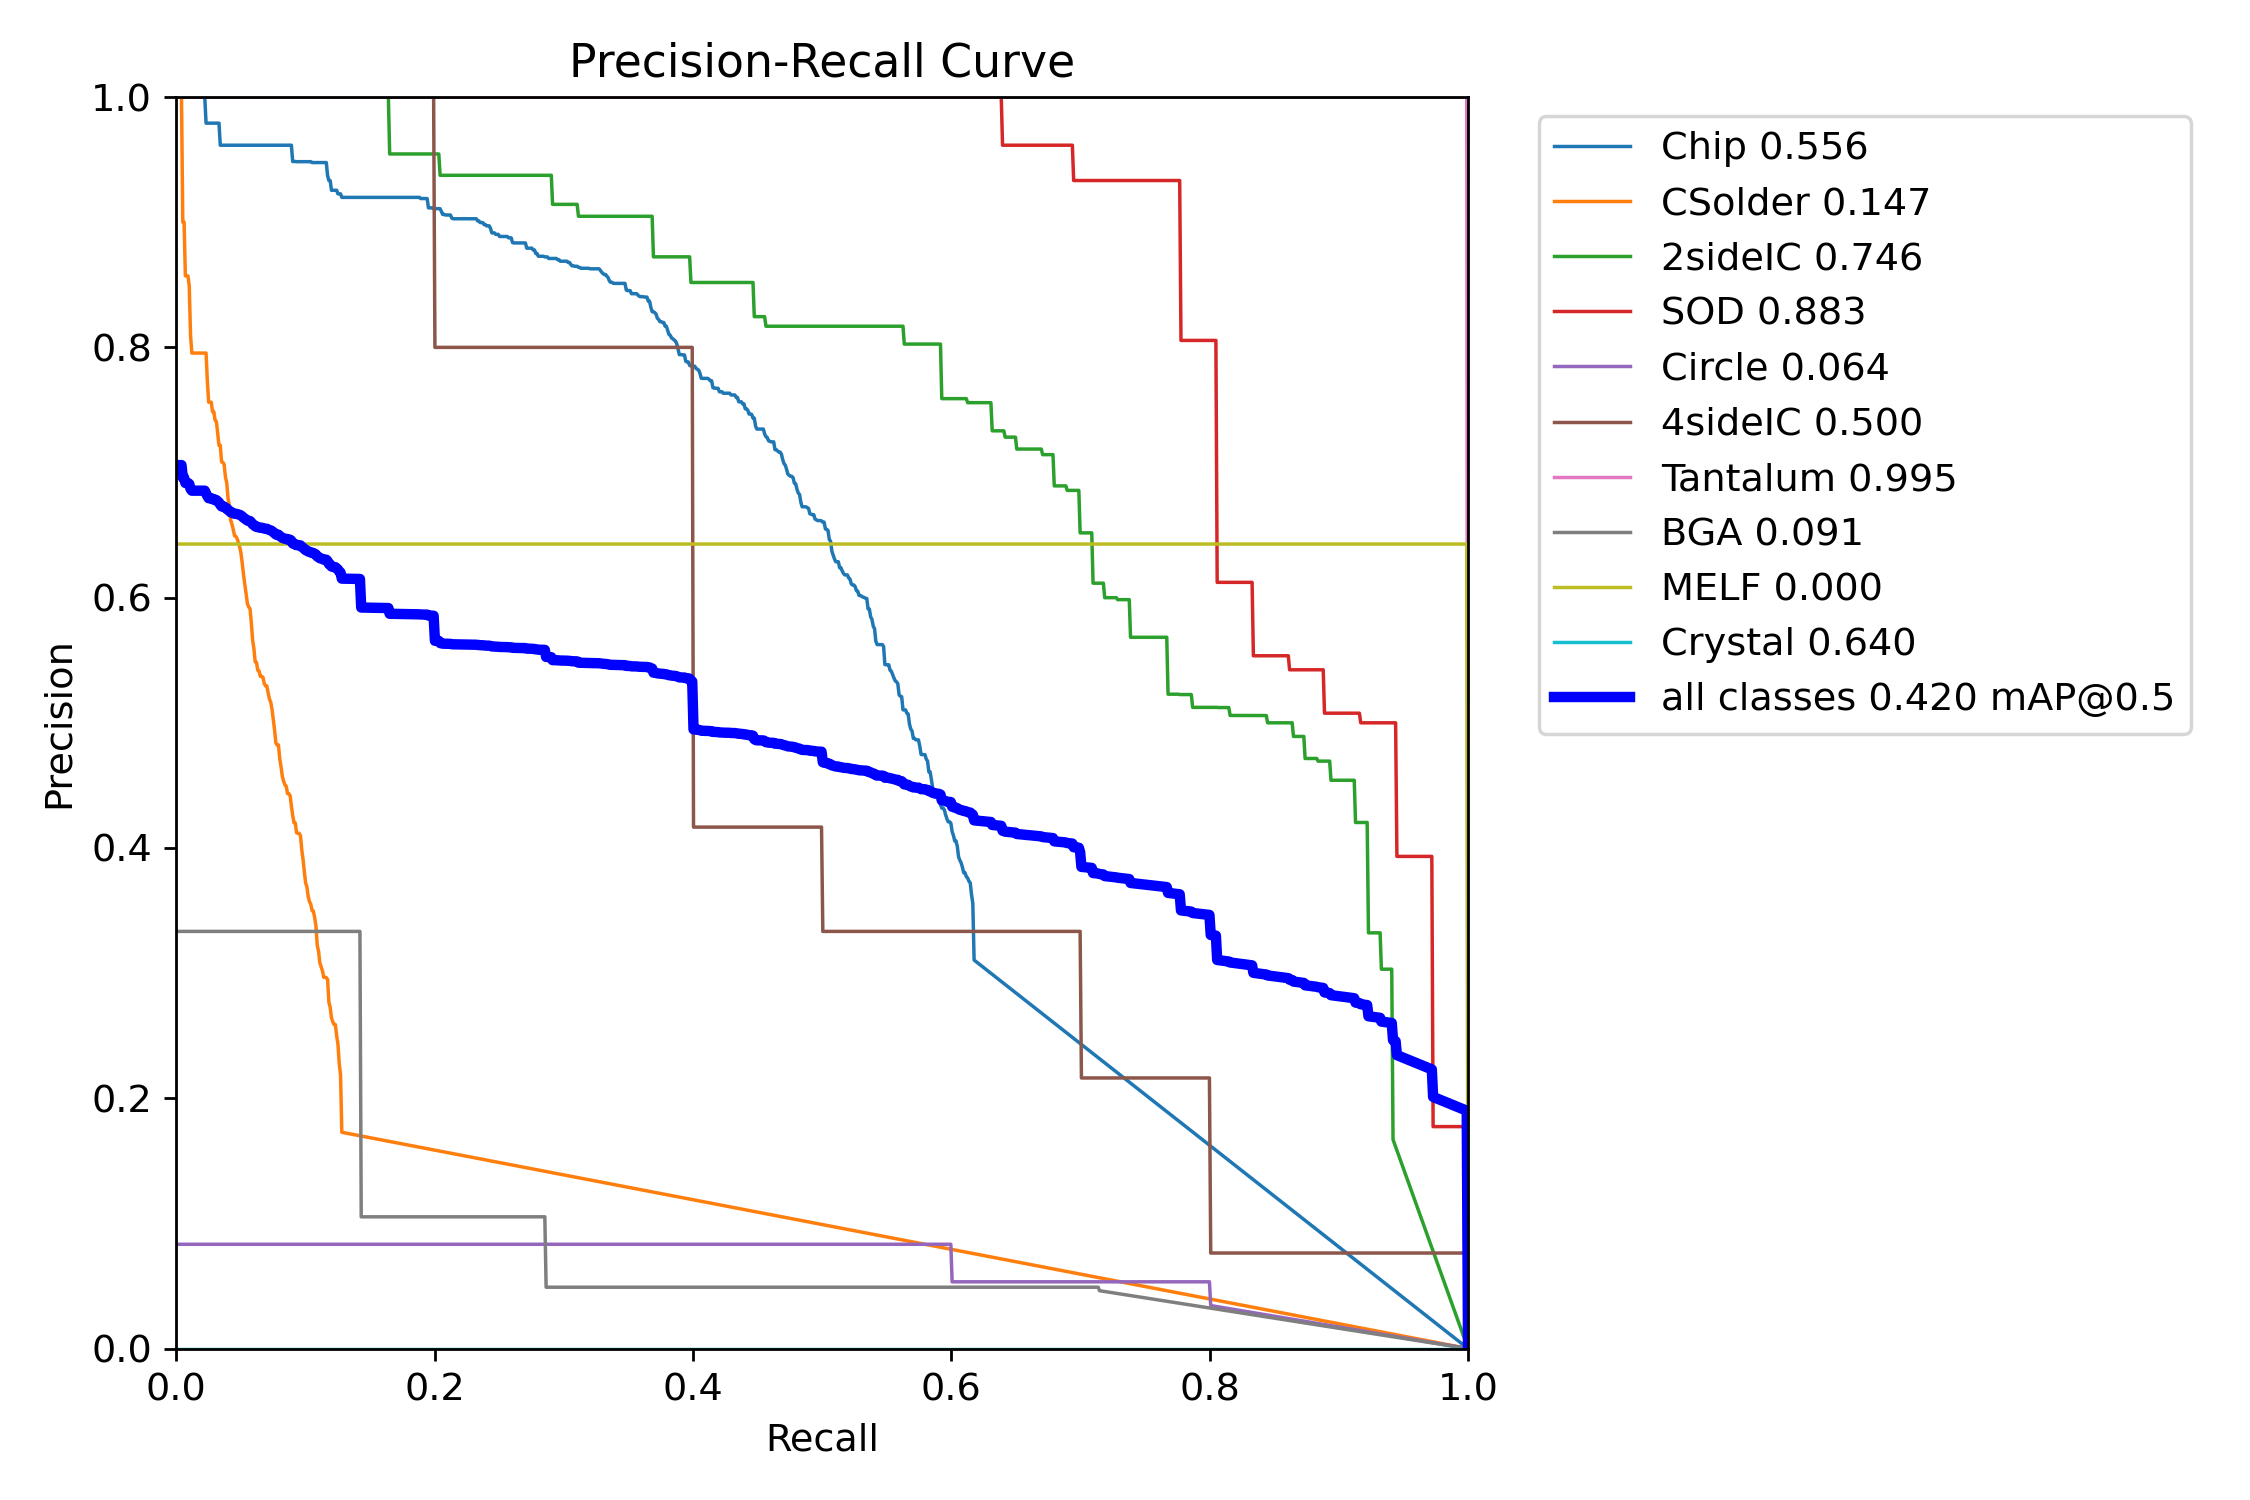 Precision-Recall Curve
1.0
0.8
0.6
0.4
0.2
0.0
Precision
0.0 0.2 0.4 0.6 0.8 1.0
Recall
Chip 0.556
CSolder 0.147
2sideIC 0.746
SOD 0.883
Circle 0.064
4sideIC 0.500
Tantalum 0.995
BGA 0.091
MELF 0.000
Crystal 0.640
all classes 0.420 mAP@0.5